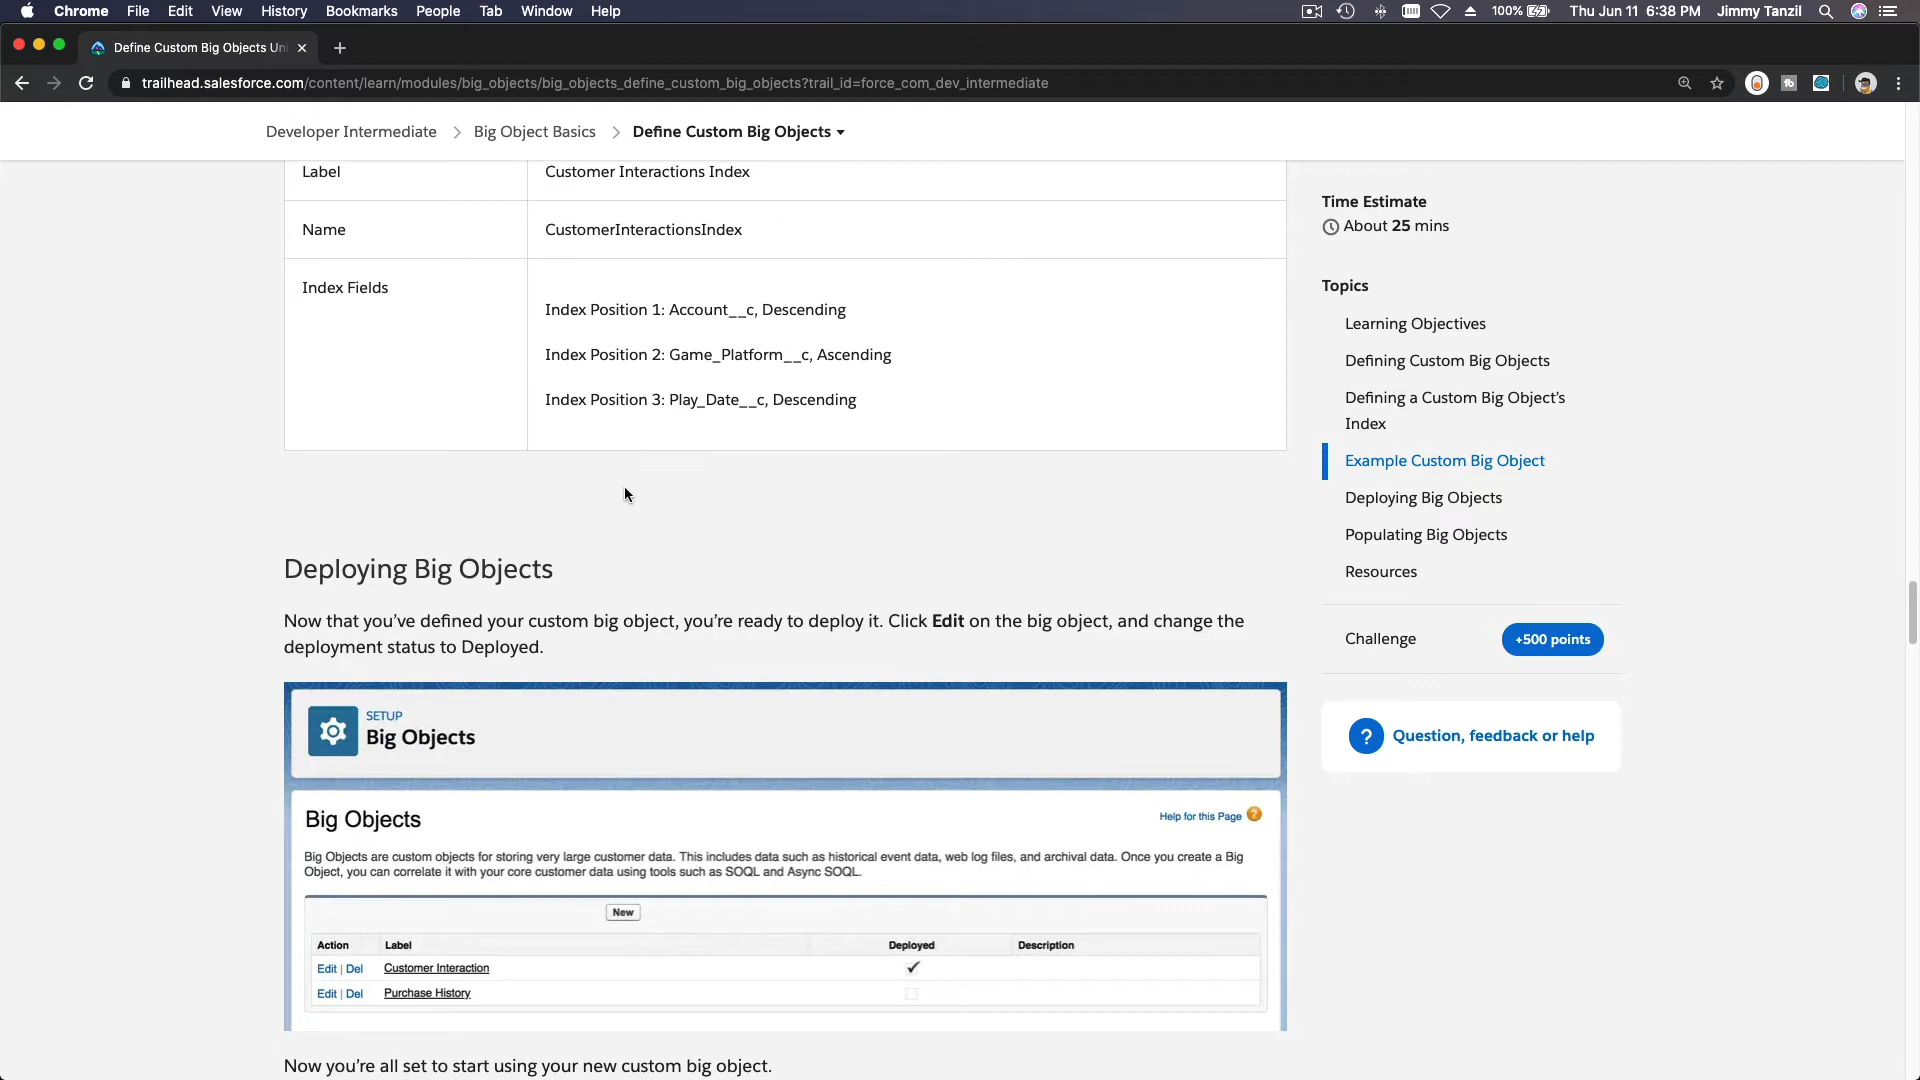 Chrome File Edit View History Bookmarks People Tab Window Help 100% Thu Jun 11 6:38 PM Jimmy Tanzil
Define Custom Big Objects Uni
trailhead.salesforce.com/content/learn/modules/big_objects/big_objects_define_custom_big_objects?trail_id=force_com_dev_intermediate
Developer Intermediate Big Object Basics Define Custom Big Objects
Label Customer Interactions Index
Name CustomerInteractionsIndex
Index Fields
Index Position 1: Account__c, Descending
Index Position 2: Game_Platform__c, Ascending
Index Position 3: Play_Date__c, Descending
Deploying Big Objects
Now that you’ve defined your custom big object, you’re ready to deploy it. Click Edit on the big object, and change the
deployment status to Deployed.
SETUP
Big Objects
Big Objects
Help for this Page ?
Big Objects are custom objects for storing very large customer data. This includes data such as historical event data, web log files, and archival data. Once you create a Big
Object, you can correlate it with your core customer data using tools such as SOQL and Async SOQL.
New
Action Label Deployed Description
Edit | Del Customer Interaction
Edit | Del Purchase History
Now you’re all set to start using your new custom big object.
Time Estimate
About 25 mins
Topics
Learning Objectives
Defining Custom Big Objects
Defining a Custom Big Object’s
Index
Example Custom Big Object
Deploying Big Objects
Populating Big Objects
Resources
Challenge +500 points
? Question, feedback or help